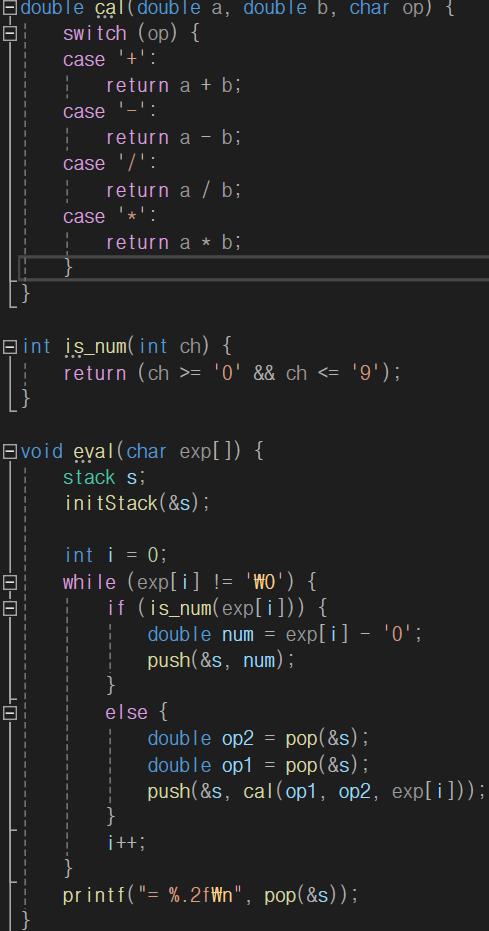 double cal(double a, double b, char op) {
    switch (op) {
    case '+':
        return a + b;
    case '-':
        return a - b;
    case '/':
        return a / b;
    case '*':
        return a * b;
    }
}
int is_num(int ch) {
    return (ch >= '0' && ch <= '9');
}
void eval(char exp[]) {
    stack s;
    initStack(&s);
    int i = 0;
    while (exp[i] != '₩0') {
        if (is_num(exp[i])) {
            double num = exp[i] - '0';
            push(&s, num);
        }
        else {
            double op2 = pop(&s);
            double op1 = pop(&s);
            push(&s, cal(op1, op2, exp[i]));
        }
        i++;
    }
    printf("= %.2f₩n", pop(&s));
}